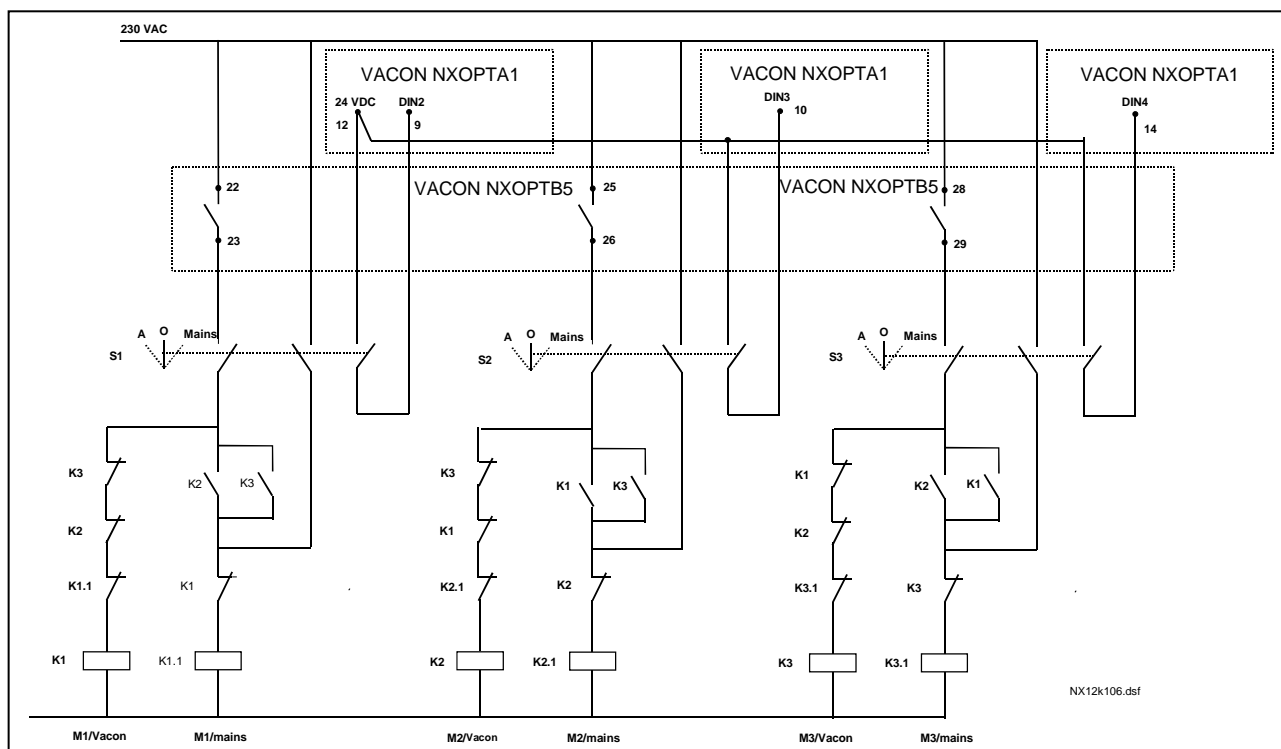 230 VAC
VACON NXOPTA1
VACON NXOPTA1
VACON NXOPTA1
24 VDC
DIN2
DIN3
DIN4
12
9
10
14
VACON NXOPTB5
VACON NXOPTB5
22
25
28
23
26
29
A
O
Mains
A
O
Mains
A
O
Mains
S1
S2
S3
K3
K2
K3
K3
K1
K3
K1
K2
K1
K2
K1
K2
K1.1
K1
K2.1
K2
K3.1
K3
K1
K1.1
K2
K2.1
K3
K3.1
NX12k106.dsf
M1/Vacon
M1/mains
M2/Vacon
M2/mains
M3/Vacon
M3/mains